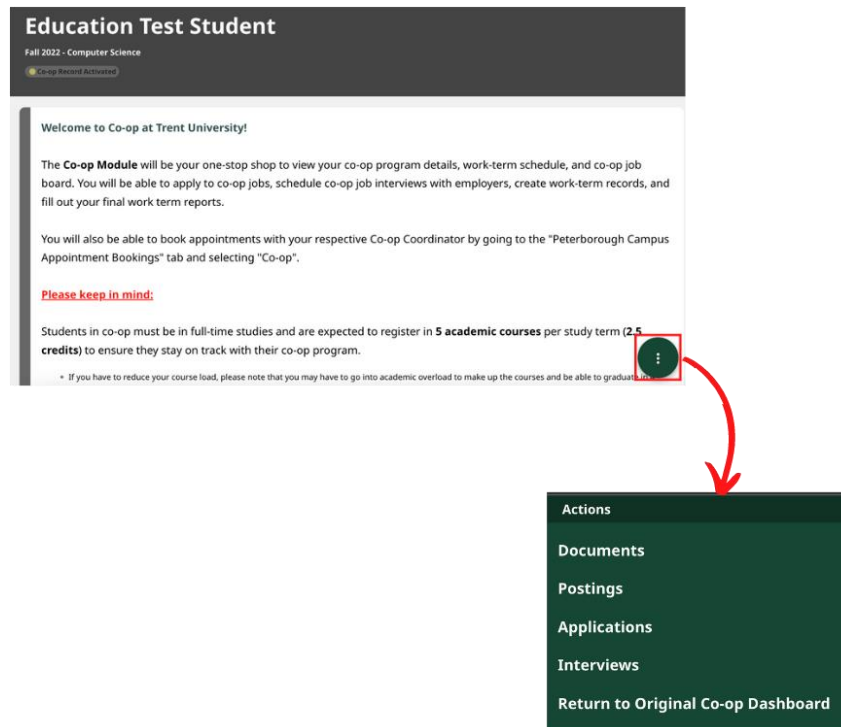 Education Test Student
Fall 2022 - Computer Science
Co-op Record Activated
Welcome to Co-op at Trent University!
The Co-op Module will be your one-stop shop to view your co-op program details, work-term schedule, and co-op job
board. You will be able to apply to co-op jobs, schedule co-op job interviews with employers, create work-term records, and
fill out your final work term reports.
You will also be able to book appointments with your respective Co-op Coordinator by going to the "Peterborough Campus
Appointment Bookings" tab and selecting "Co-op".
Please keep in mind:
Students in co-op must be in full-time studies and are expected to register in 5 academic courses per study term (2.5
credits) to ensure they stay on track with their co-op program.
• If you have to reduce your course load, please note that you may have to go into academic overload to make up the courses and be able to graduate
Actions
Documents
Postings
Applications
Interviews
Return to Original Co-op Dashboard